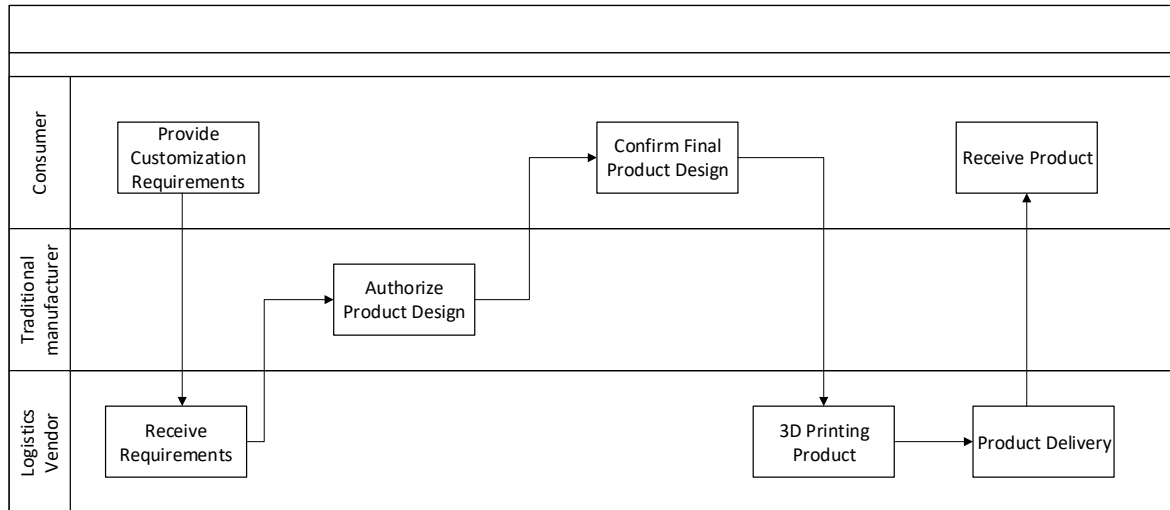 Consumer
Provide
Customization
Requirements
Confirm Final
Product Design
Receive Product
Traditional
manufacturer
Authorize
Product Design
Logistics
Vendor
Receive
Requirements
3D Printing
Product
Product Delivery